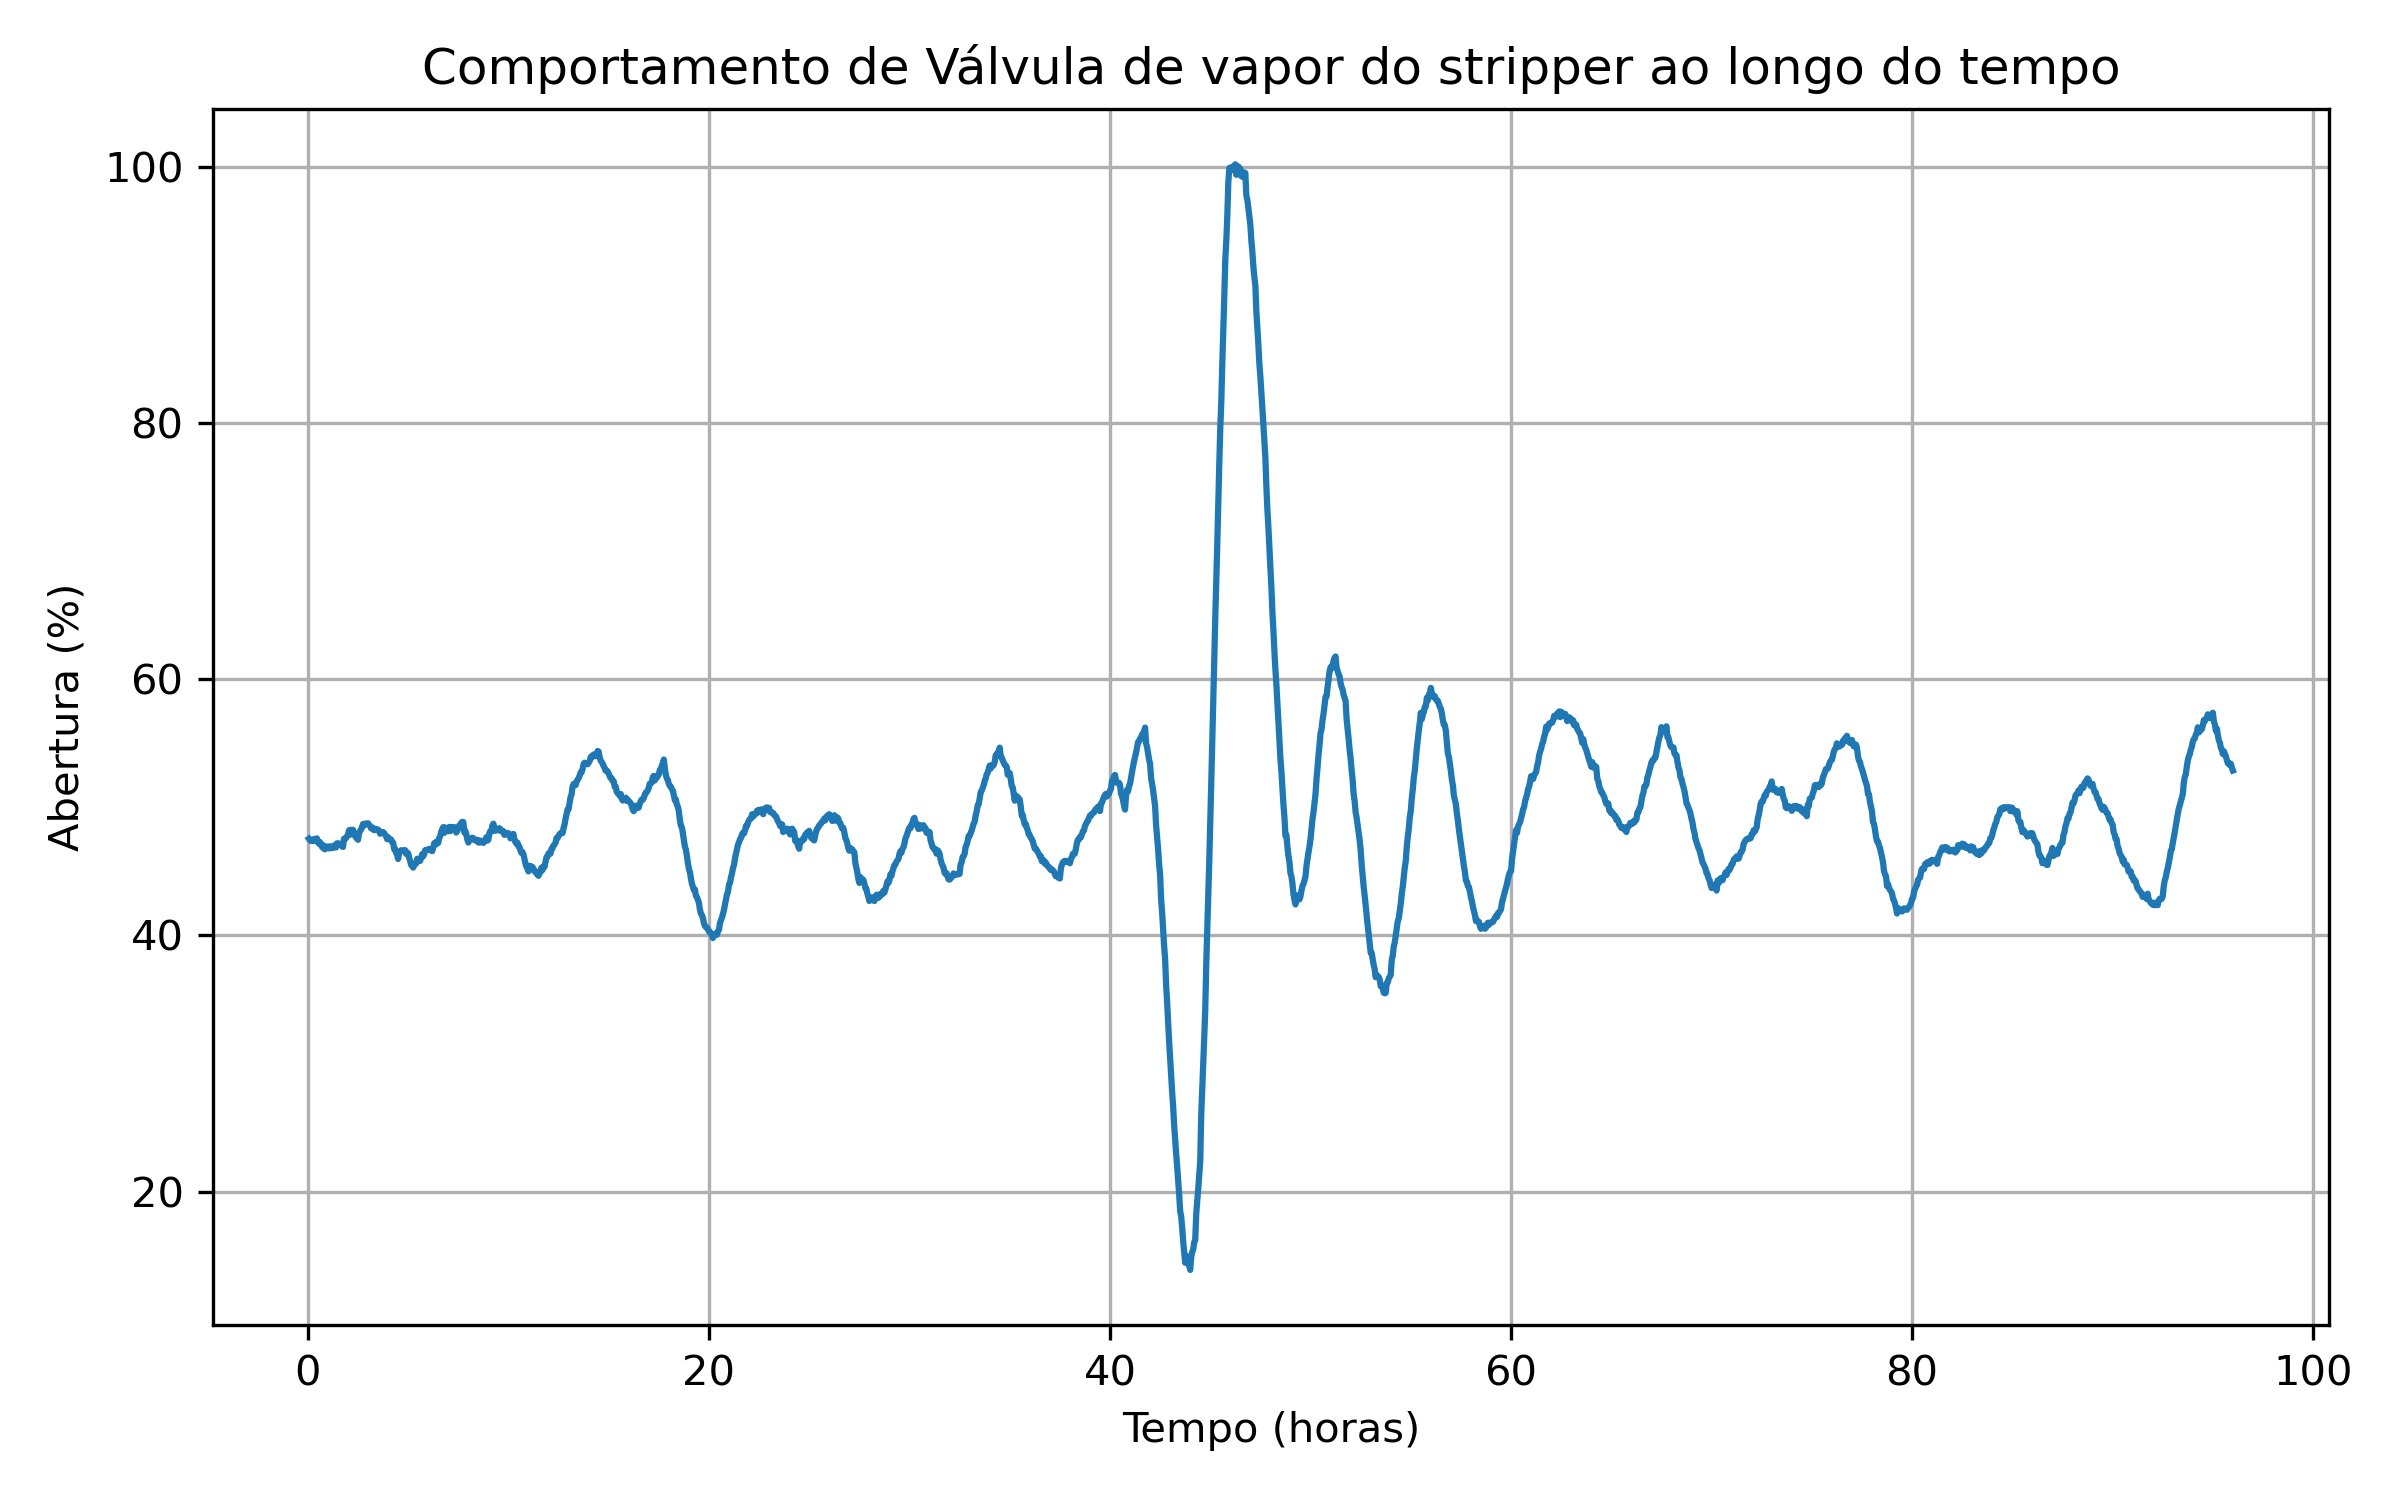 Comportamento de Válvula de vapor do stripper ao longo do tempo
100
80
60
40
20
Abertura (%)
0 20 40 60 80 100
Tempo (horas)